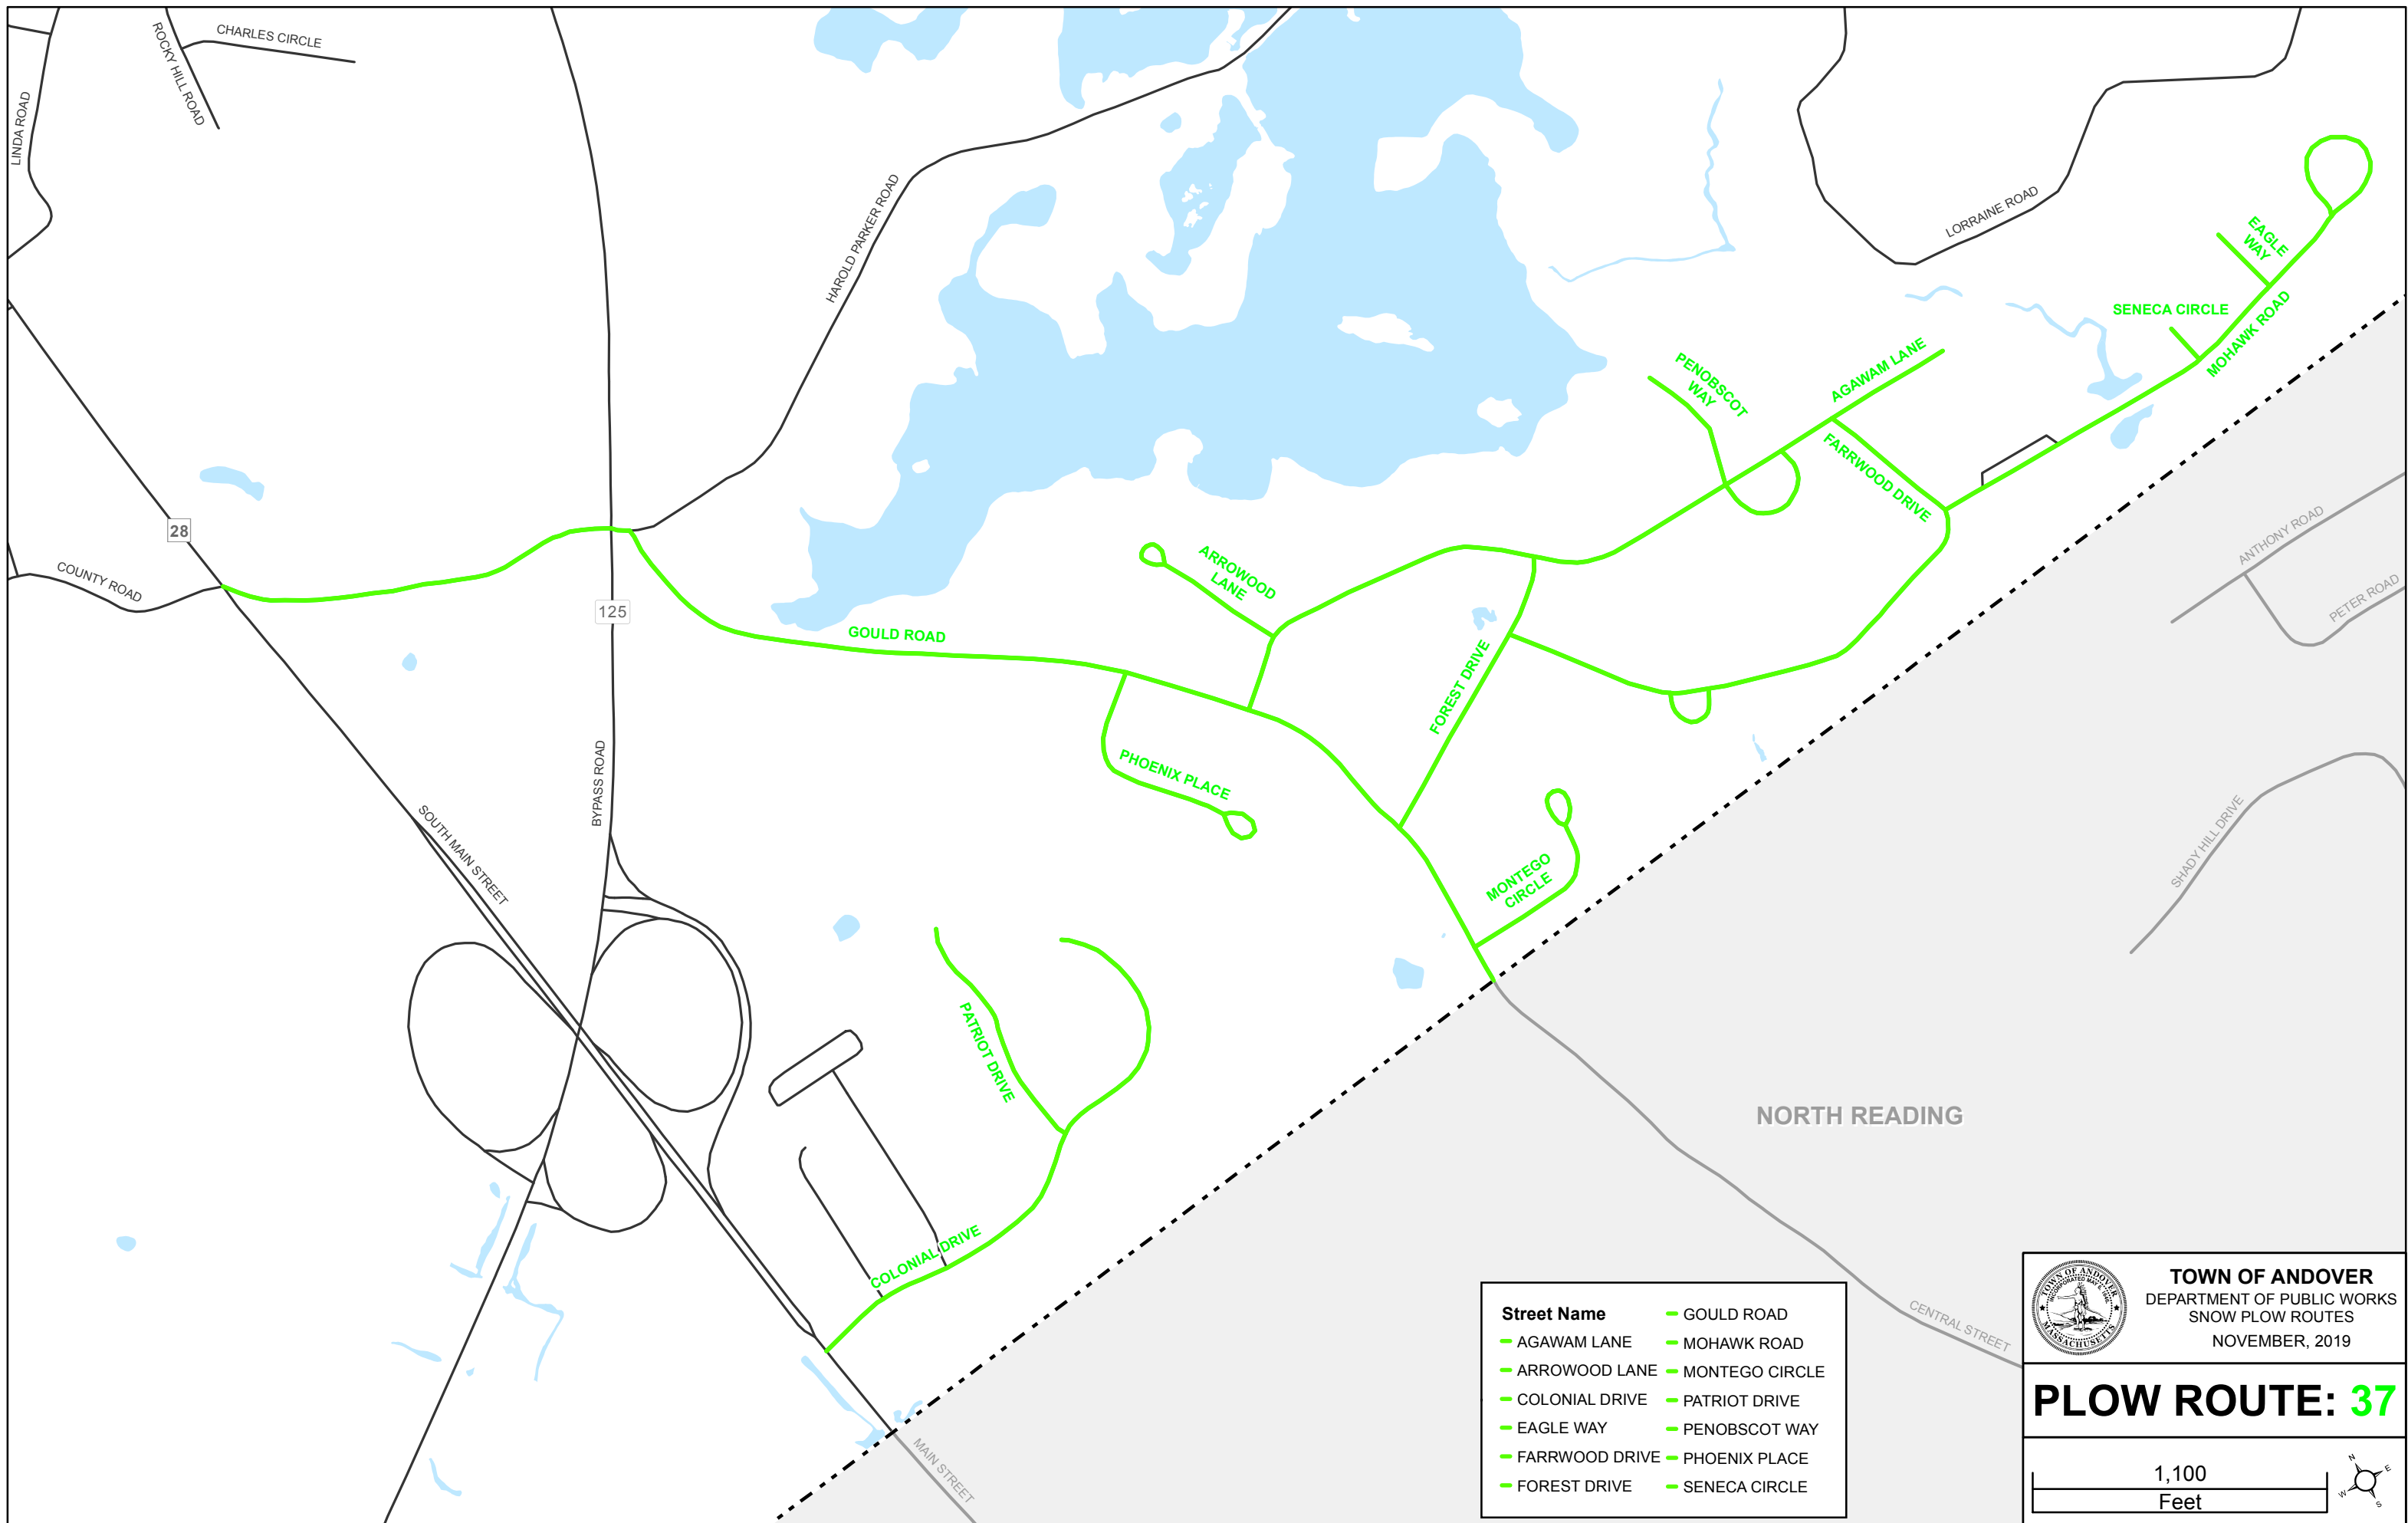 CHARLES CIRCLE
ROCKY HILL ROAD
LINDA ROAD
HAROLD PARKER ROAD
LORRAINE ROAD
EAGLE
WAY
SENECA CIRCLE
MOHAWK ROAD
PENOBSCOT
WAY
AGAWAM LANE
FARRWOOD DRIVE
28
COUNTY ROAD
125
GOULD ROAD
ARROWOOD
LANE
ANTHONY ROAD
PETER ROAD
FOREST DRIVE
PHOENIX PLACE
BYPASS ROAD
SOUTH MAIN STREET
MONTEGO
CIRCLE
SHADY HILL DRIVE
PATRIOT DRIVE
NORTH READING
COLONIAL DRIVE
CENTRAL STREET
MAIN STREET
Street Name
AGAWAM LANE
ARROWOOD LANE
COLONIAL DRIVE
EAGLE WAY
FARRWOOD DRIVE
FOREST DRIVE
GOULD ROAD
MOHAWK ROAD
MONTEGO CIRCLE
PATRIOT DRIVE
PENOBSCOT WAY
PHOENIX PLACE
SENECA CIRCLE
TOWN OF ANDOVER
MASSACHUSETTS
TOWN OF ANDOVER
DEPARTMENT OF PUBLIC WORKS
SNOW PLOW ROUTES
NOVEMBER, 2019
PLOW ROUTE: 37
1,100
Feet
N
E
W
S